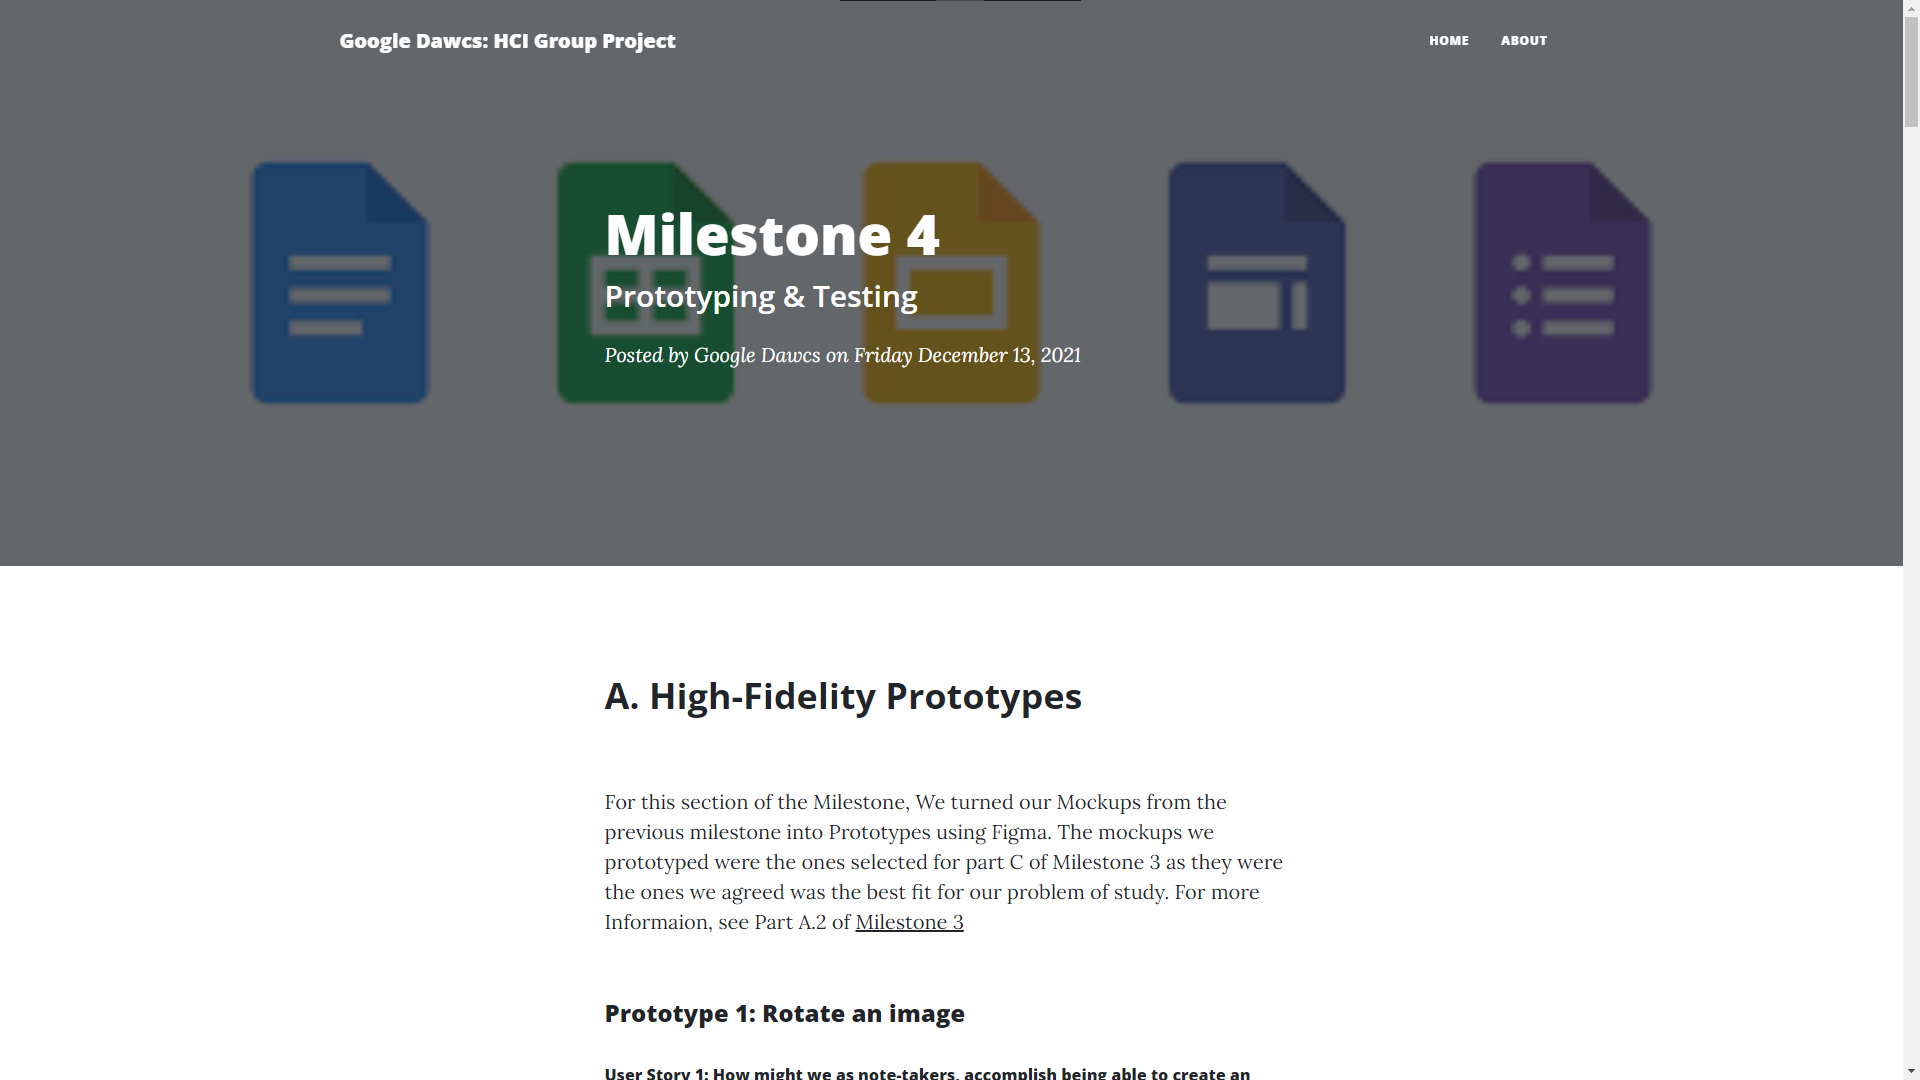 Google Dawcs: HCI Group Project
HOME
ABOUT
Milestone 4
Prototyping & Testing
Posted by Google Dawcs on Friday December 13, 2021
A. High-Fidelity Prototypes
For this section of the Milestone, We turned our Mockups from the
previous milestone into Prototypes using Figma. The mockups we
prototyped were the ones selected for part C of Milestone 3 as they were
the ones we agreed was the best fit for our problem of study. For more
Informaion, see Part A.2 of Milestone 3
Prototype 1: Rotate an image
User Story 1: How might we as note-takers, accomplish being able to create an